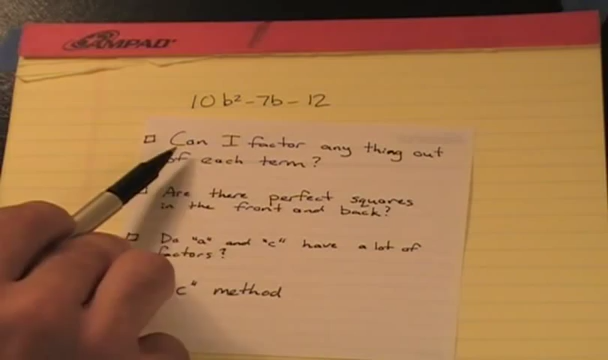 AMPAD
10b² - 7b - 12
Can I factor any thing out
of each term?
Are there perfect squares
in the front and back?
Do "a" and "c" have a lot of
factors?
c" method